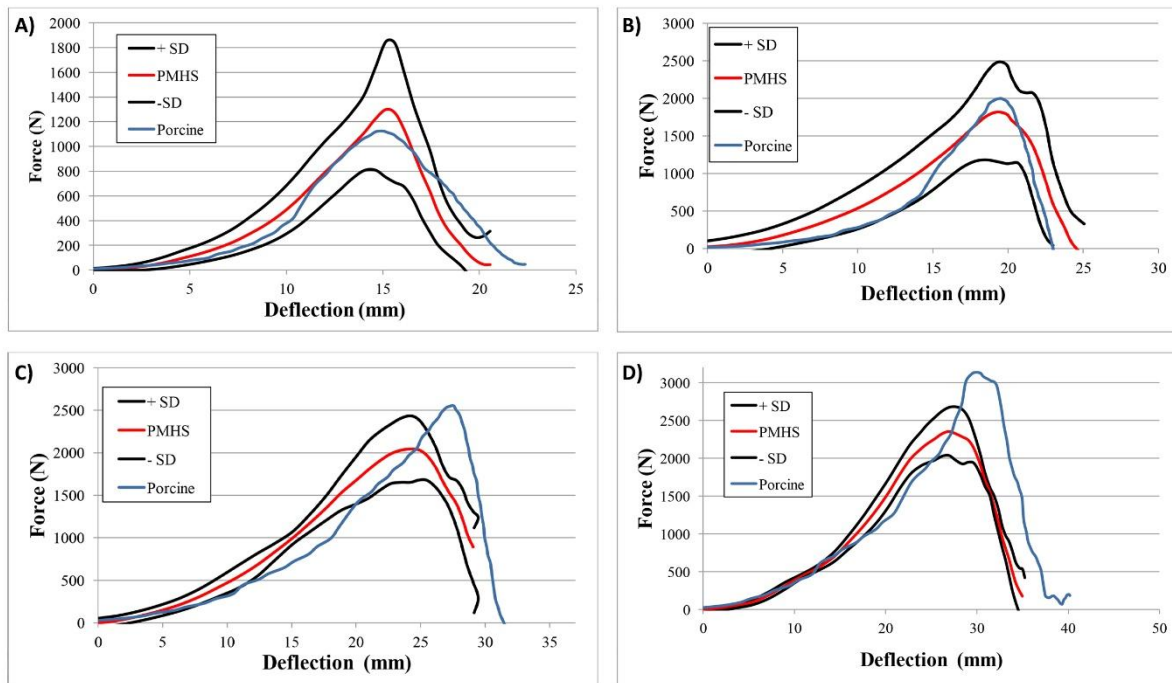 A)
2000
1800
1600
1400
1200
1000
800
600
400
200
0
Force (N)
+ SD
PMHS
-SD
Porcine
0 5 10 15 20 25
Deflection (mm)
B)
3000
2500
2000
1500
1000
500
0
Force (N)
+ SD
PMHS
- SD
Porcine
0 5 10 15 20 25 30
Deflection (mm)
C)
3000
2500
2000
1500
1000
500
0
Force (N)
+ SD
PMHS
- SD
Porcine
0 5 10 15 20 25 30 35
Deflection (mm)
D)
3000
2500
2000
1500
1000
500
0
Force (N)
+ SD
PMHS
- SD
Porcine
0 10 20 30 40 50
Deflection (mm)